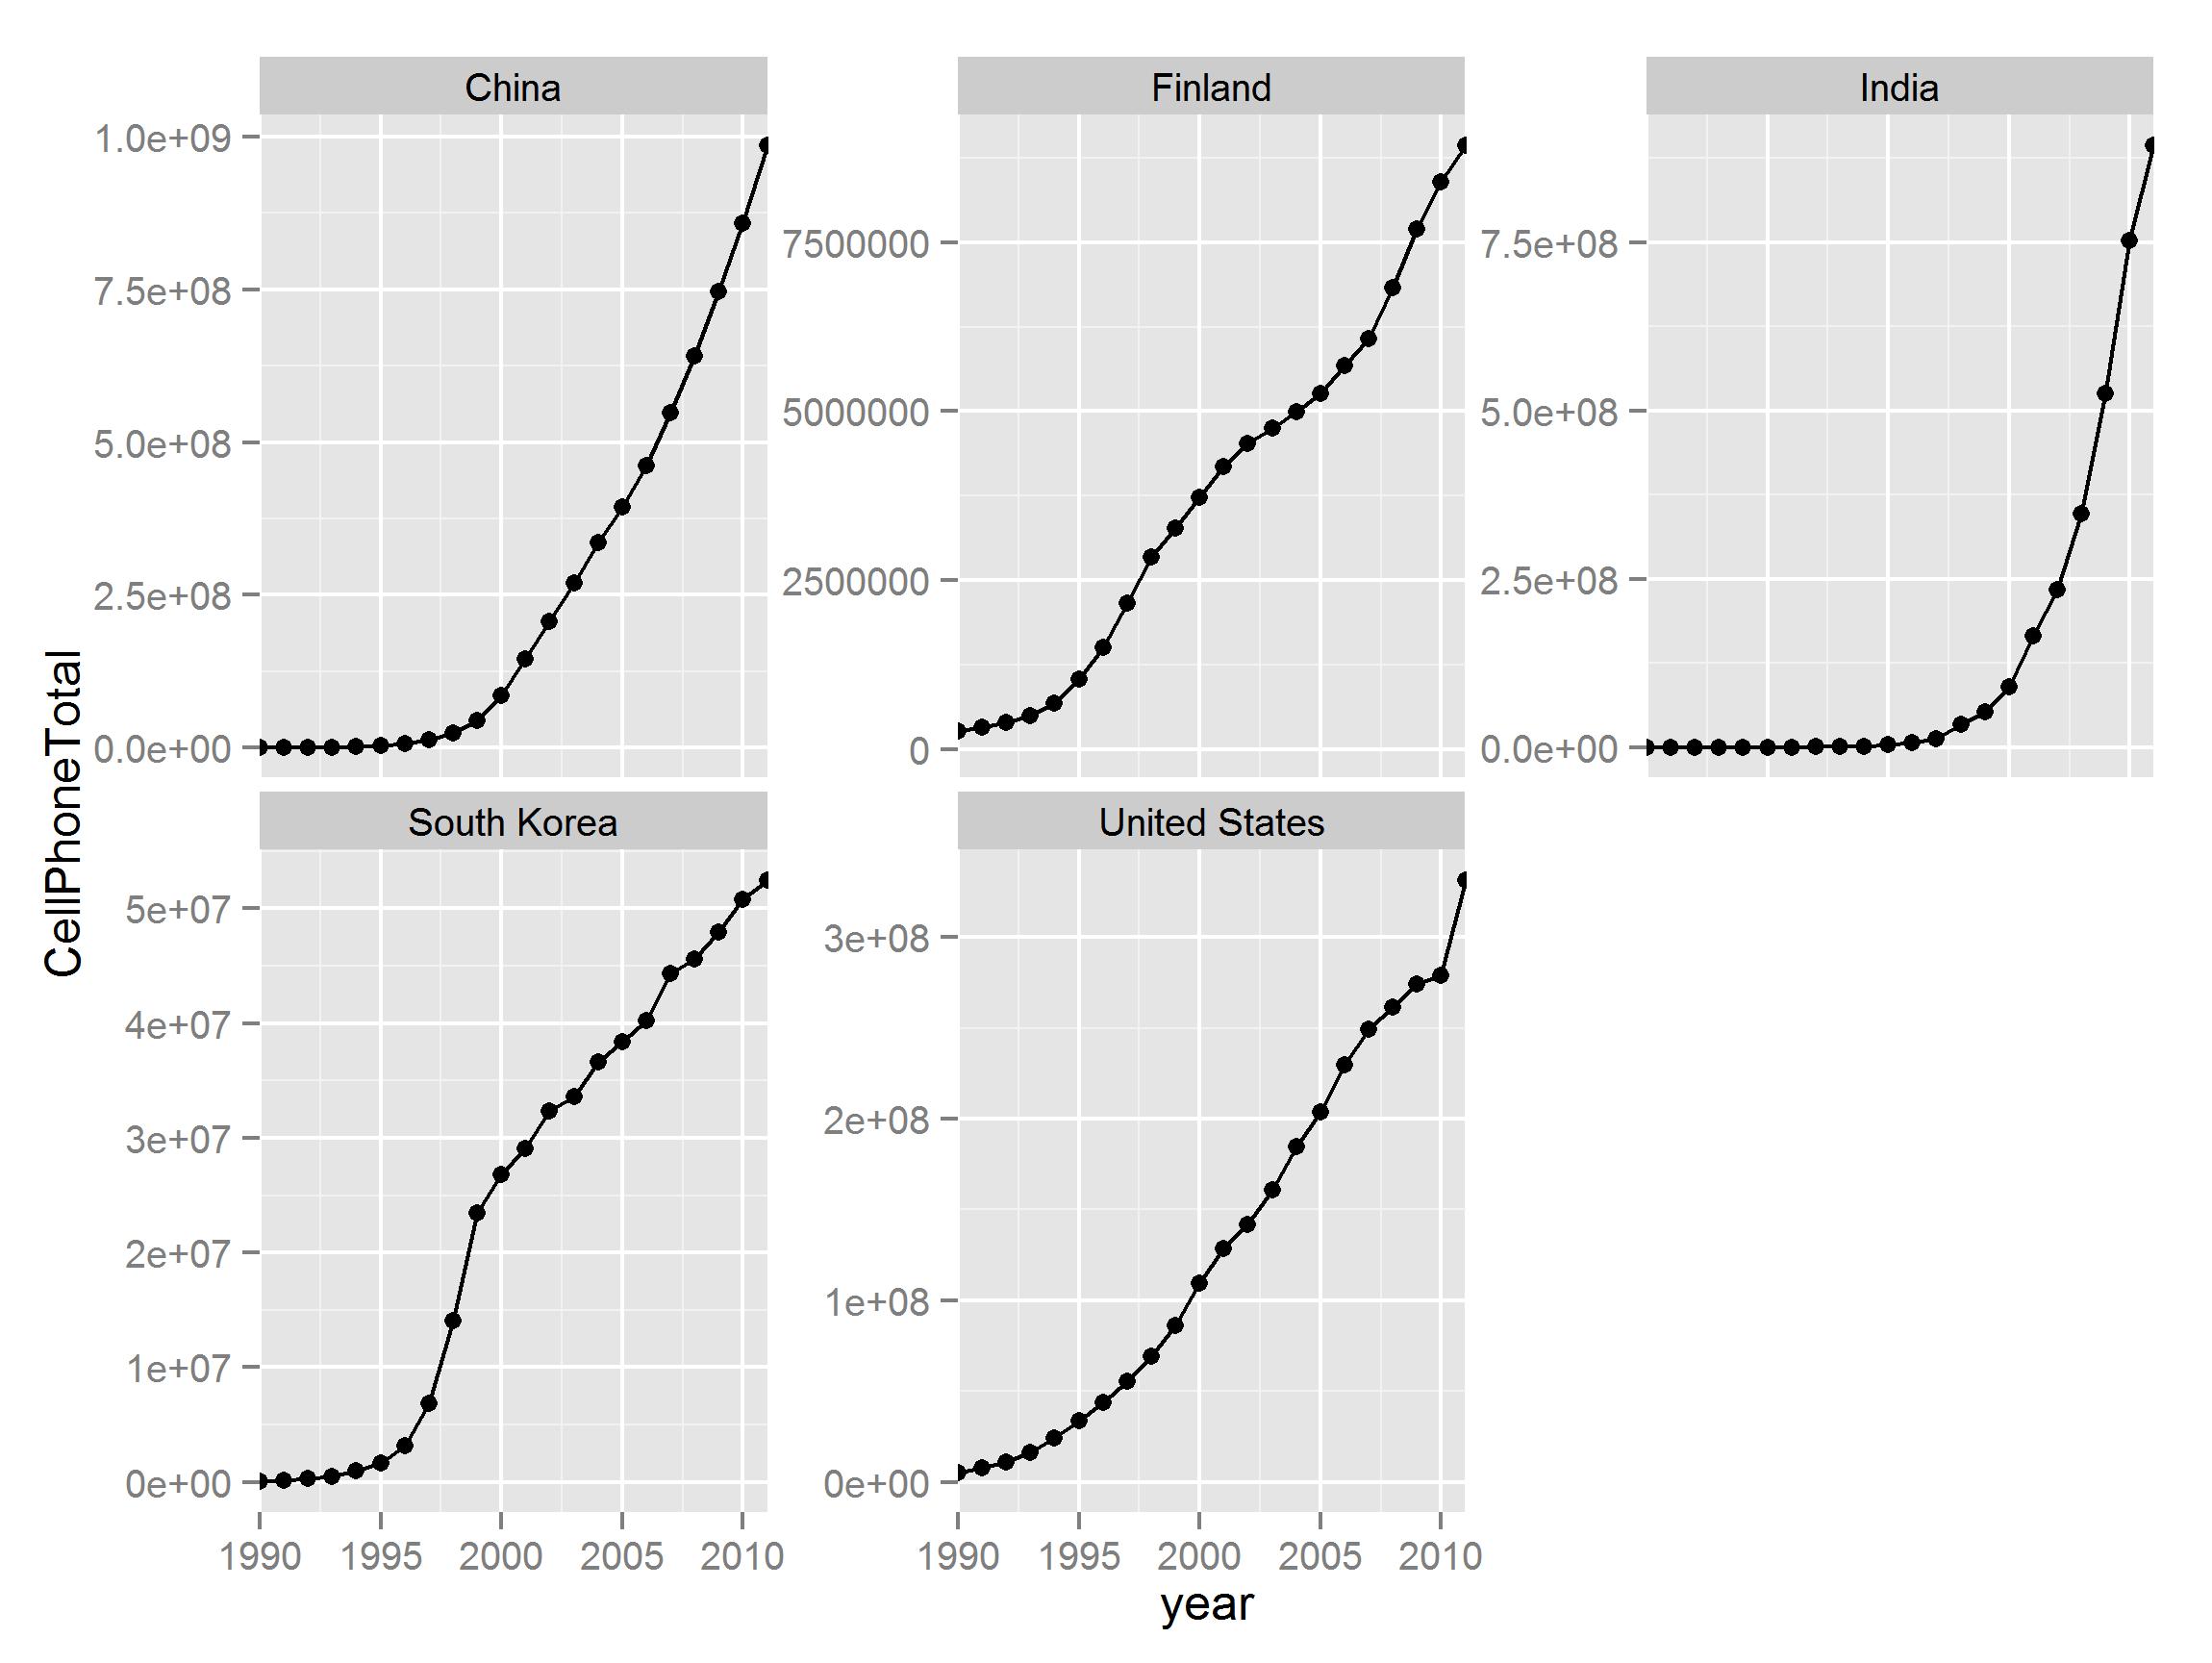 China
Finland
India
1.0e+09
7.5e+08
5.0e+08
2.5e+08
0.0e+00
7500000
5000000
2500000
0
7.5e+08
5.0e+08
2.5e+08
0.0e+00
CellPhoneTotal
South Korea
United States
5e+07
4e+07
3e+07
2e+07
1e+07
0e+00
3e+08
2e+08
1e+08
0e+00
1990 1995 2000 2005 2010
1990 1995 2000 2005 2010
year